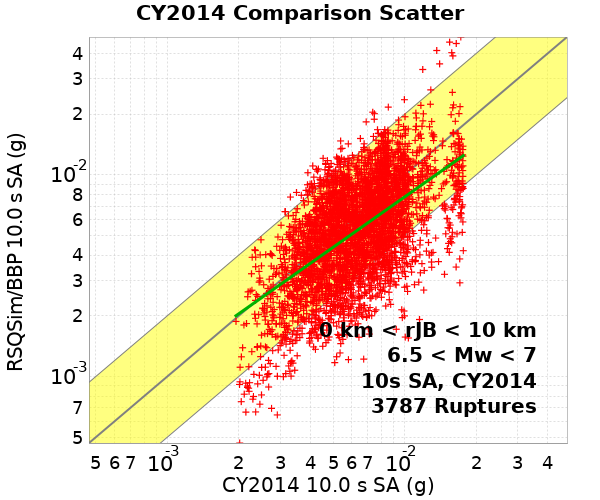 CY2014 Comparison Scatter
RSQSim/BBP 10.0 s SA (g)
4
3
2
10-2
8
6
4
3
2
10-3
7
5
0 km < rJB < 10 km
6.5 < Mw < 7
10s SA, CY2014
3787 Ruptures
5 6 7 10-3 2 3 4 5 6 7 10-2 2 3 4
CY2014 10.0 s SA (g)